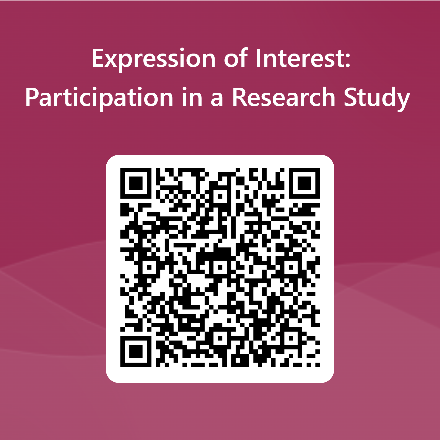 Expression of Interest:
Participation in a Research Study